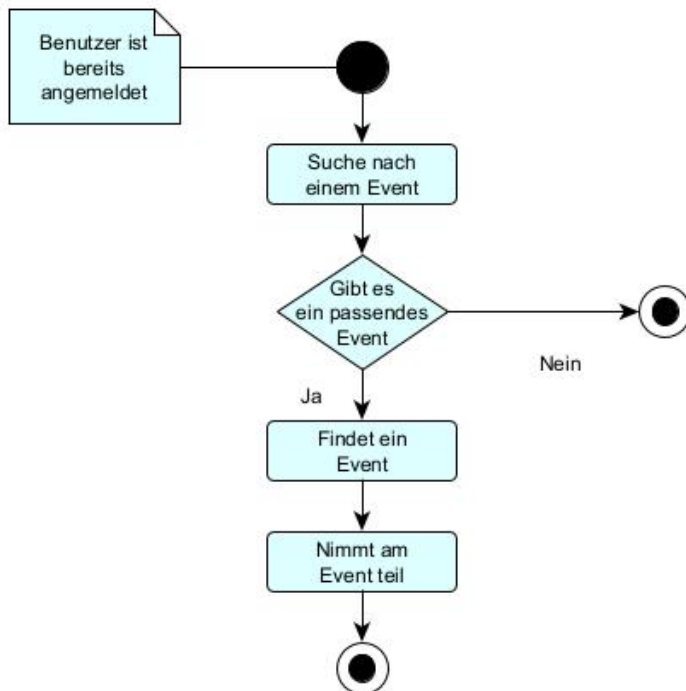 Benutzer ist
bereits
angemeldet
Suche nach
einem Event
Gibt es
ein passendes
Event
Nein
Ja
Findet ein
Event
Nimmt am
Event teil